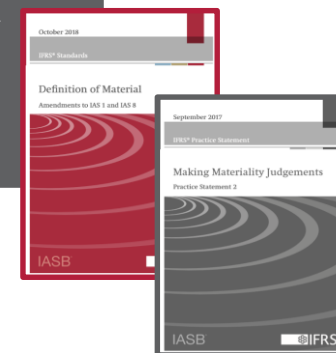 October 2018
IFRS® Standards
Definition of Material
Amendments to IAS 1 and IAS 8
IASB
September 2017
IFRS® Practice Statement
Making Materiality Judgements
Practice Statement 2
IASB
IFRS